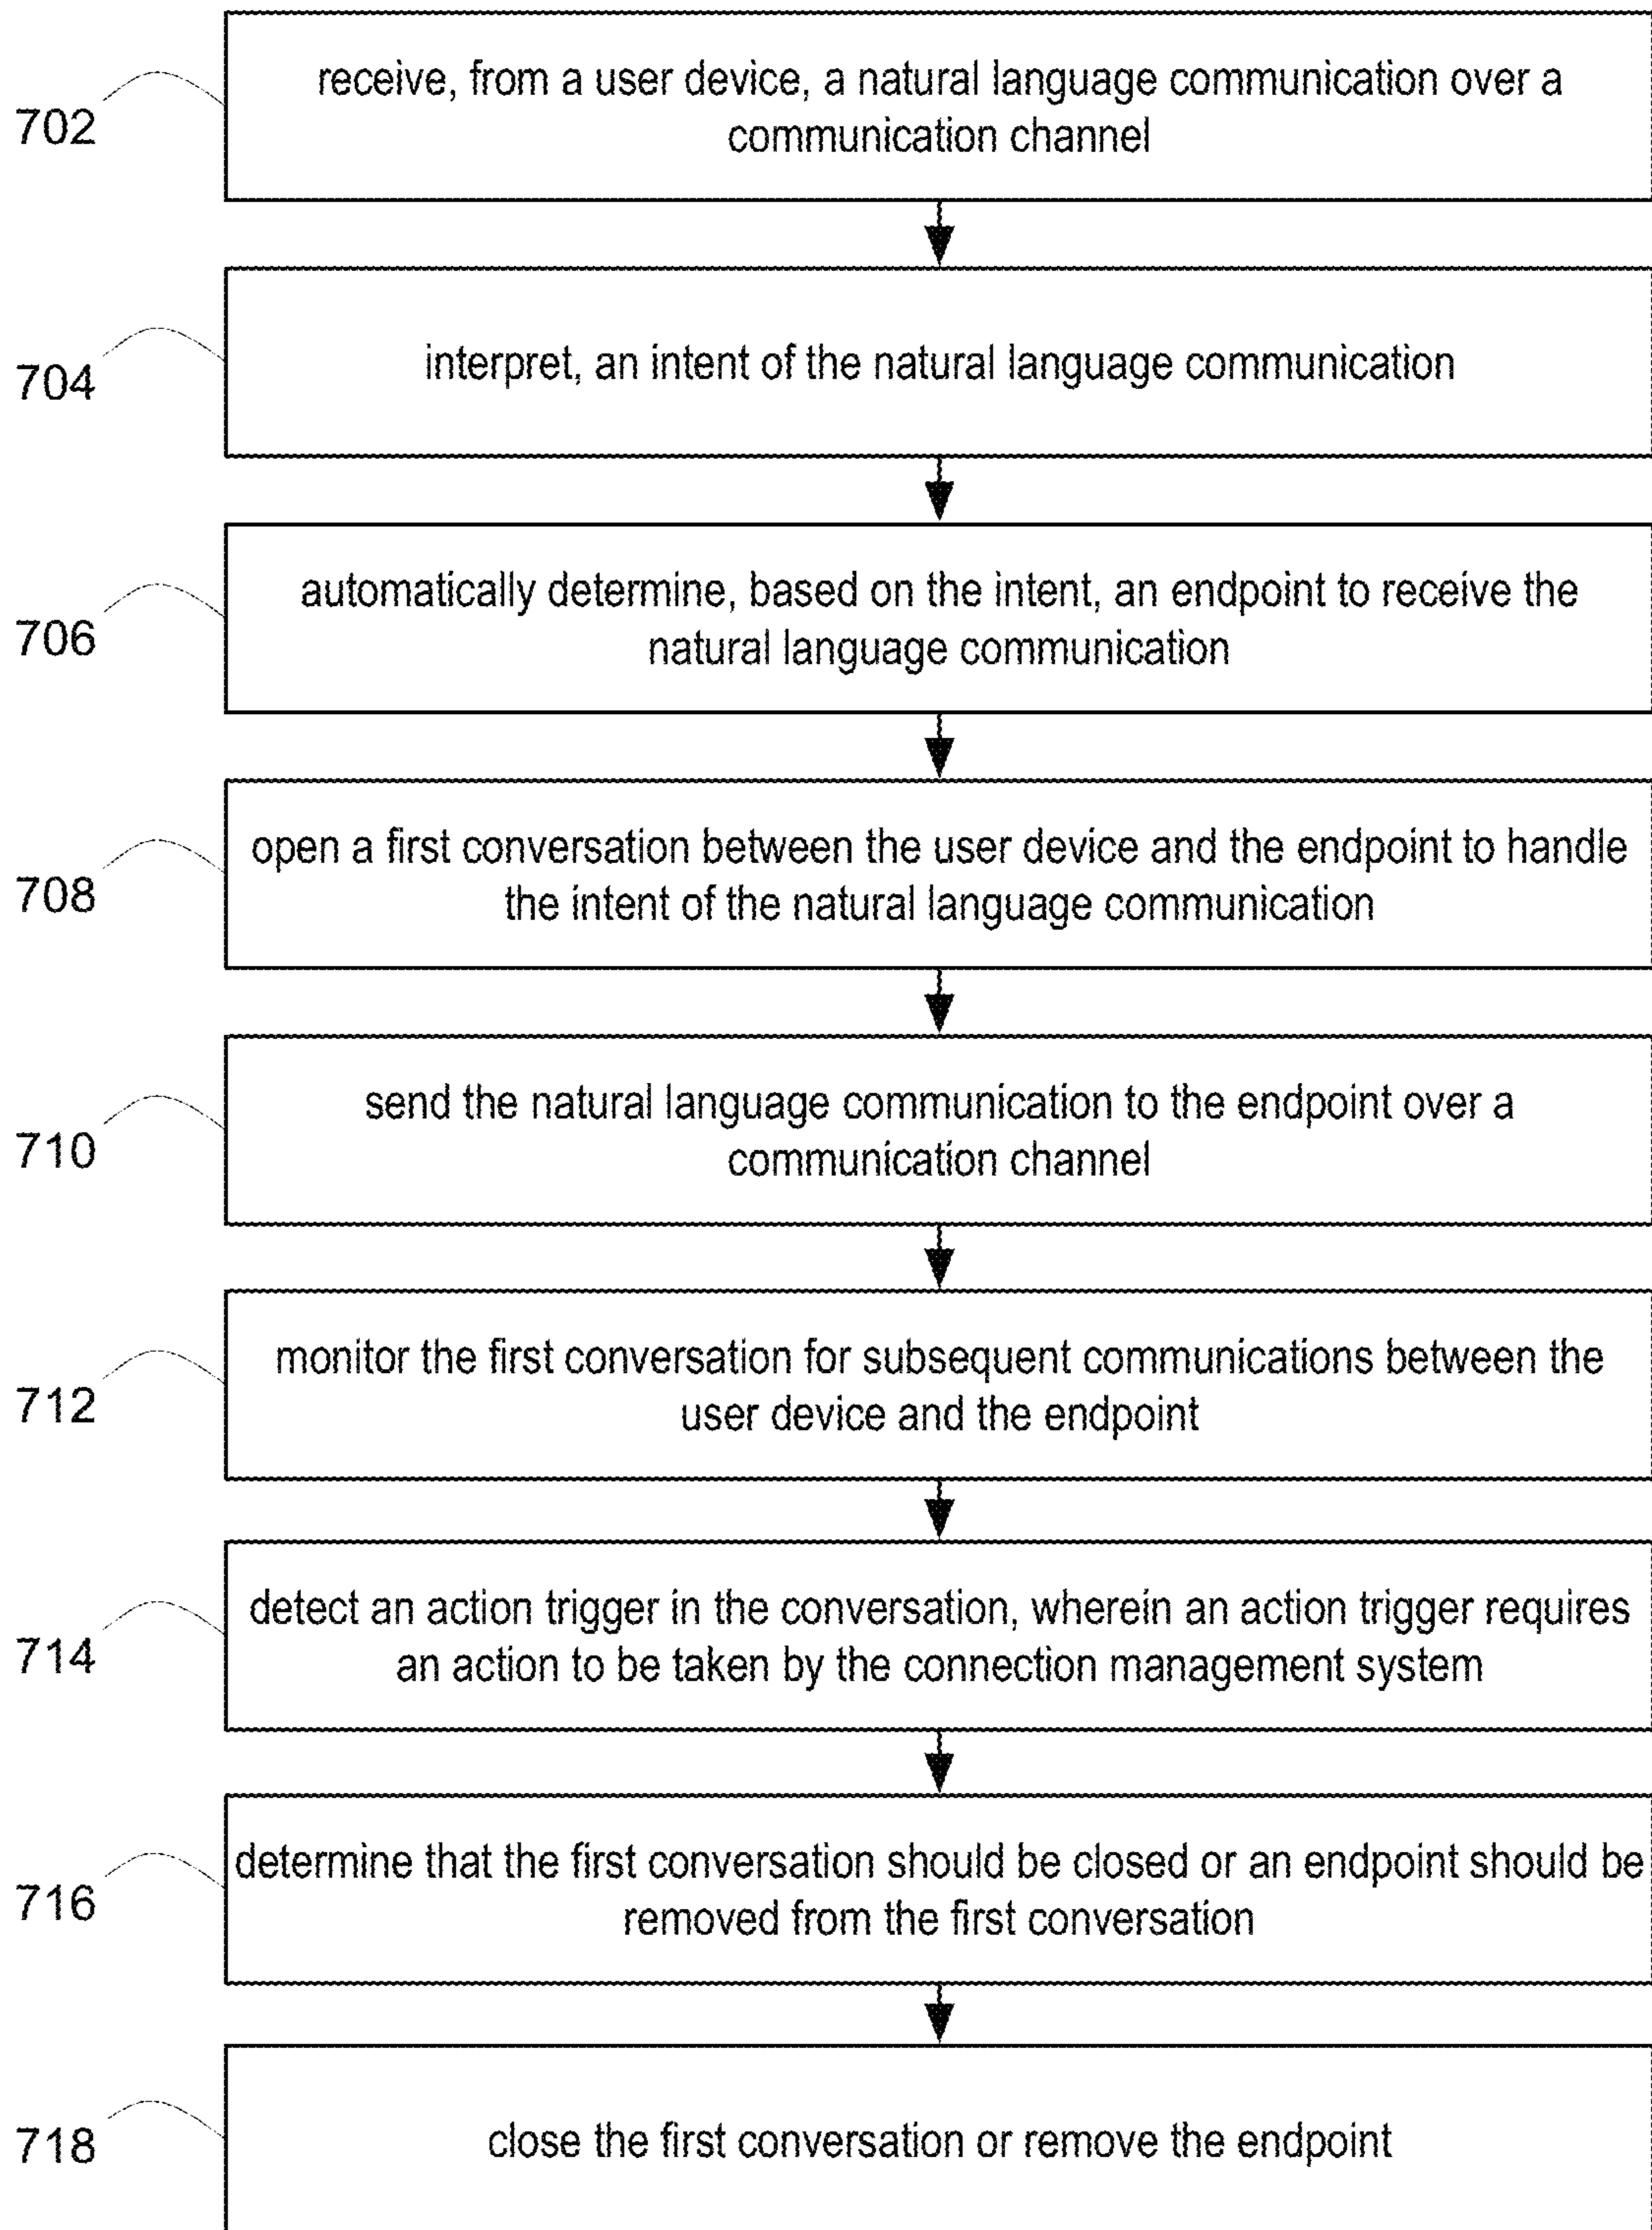 receive, from a user device, a natural language communication over a
communication channel
702
interpret, an intent of the natural language communication
704
automatically determine, based on the intent, an endpoint to receive the
natural language communication
706
open a first conversation between the user device and the endpoint to handle
the intent of the natural language communication
708
send the natural language communication to the endpoint over a
communication channel
710
monitor the first conversation for subsequent communications between the
user device and the endpoint
712
detect an action trigger in the conversation, wherein an action trigger requires
an action to be taken by the connection management system
714
determine that the first conversation should be closed or an endpoint should be
removed from the first conversation
716
close the first conversation or remove the endpoint
718